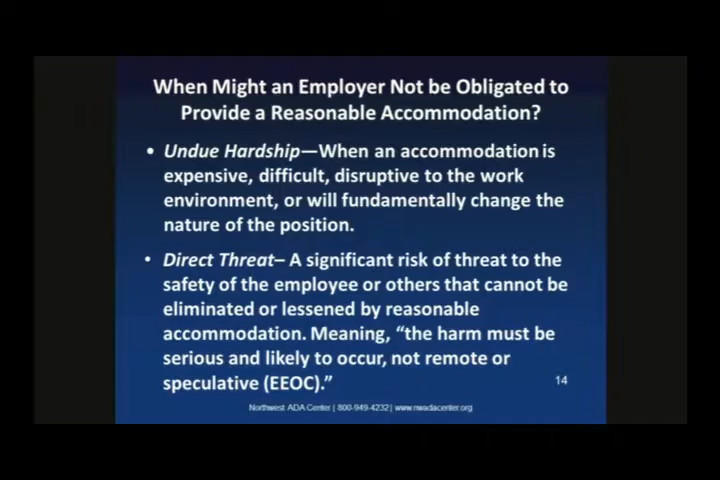 When Might an Employer Not be Obligated to
Provide a Reasonable Accommodation?
• Undue Hardship—When an accommodation is
expensive, difficult, disruptive to the work
environment, or will fundamentally change the
nature of the position.
• Direct Threat– A significant risk of threat to the
safety of the employee or others that cannot be
eliminated or lessened by reasonable
accommodation. Meaning, “the harm must be
serious and likely to occur, not remote or
speculative (EEOC).”
14
Northwest ADA Center | 800-949-4232 | www.nwadacenter.org